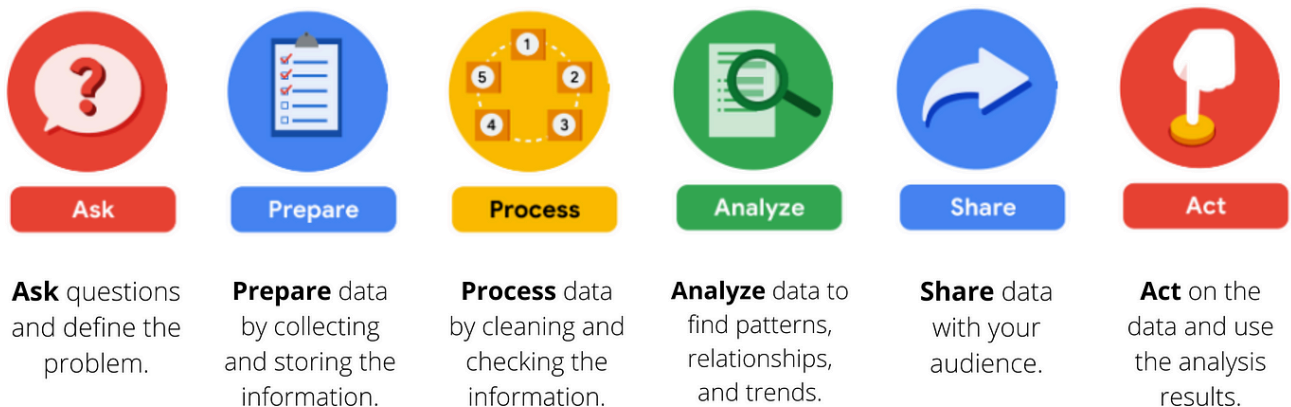 ?
1
5
2
4
3
Ask
Prepare
Process
Analyze
Share
Act
Ask questions
and define the
problem.
Prepare data
by collecting
and storing the
information.
Process data
by cleaning and
checking the
information.
Analyze data to
find patterns,
relationships,
and trends.
Share data
with your
audience.
Act on the
data and use
the analysis
results.